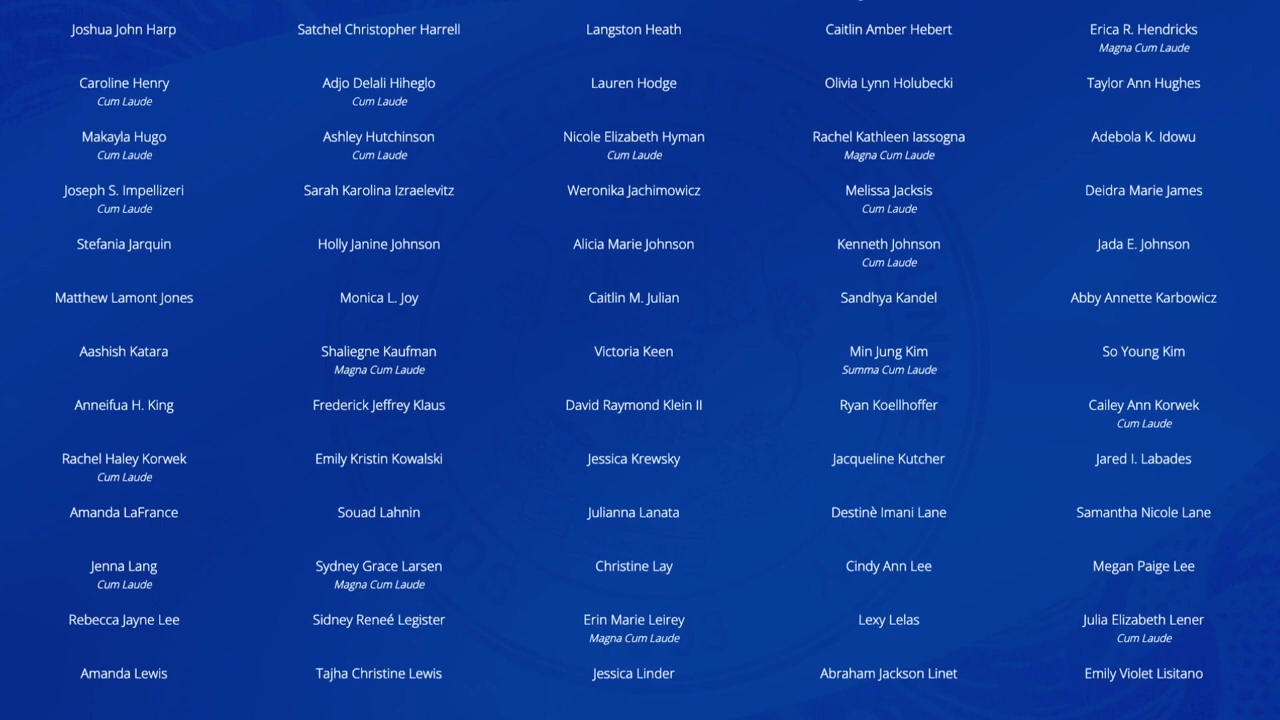 Joshua John Harp
Satchel Christopher Harrell
Langston Heath
Caitlin Amber Hebert
Erica R. Hendricks
Magna Cum Laude
Caroline Henry
Cum Laude
Adjo Delali Hiheglo
Cum Laude
Lauren Hodge
Olivia Lynn Holubecki
Taylor Ann Hughes
Makayla Hugo
Cum Laude
Ashley Hutchinson
Cum Laude
Nicole Elizabeth Hyman
Cum Laude
Rachel Kathleen Iassogna
Magna Cum Laude
Adebola K. Idowu
Joseph S. Impellizeri
Cum Laude
Sarah Karolina Izraelevitz
Weronika Jachimowicz
Melissa Jacksis
Cum Laude
Deidra Marie James
Stefania Jarquin
Holly Janine Johnson
Alicia Marie Johnson
Kenneth Johnson
Cum Laude
Jada E. Johnson
Matthew Lamont Jones
Monica L. Joy
Caitlin M. Julian
Sandhya Kandel
Abby Annette Karbowicz
Aashish Katara
Shaliegne Kaufman
Magna Cum Laude
Victoria Keen
Min Jung Kim
Summa Cum Laude
So Young Kim
Anneifua H. King
Frederick Jeffrey Klaus
David Raymond Klein II
Ryan Koellhoffer
Cailey Ann Korwek
Cum Laude
Rachel Haley Korwek
Cum Laude
Emily Kristin Kowalski
Jessica Krewsky
Jacqueline Kutcher
Jared I. Labades
Amanda LaFrance
Souad Lahnin
Julianna Lanata
Destinè Imani Lane
Samantha Nicole Lane
Jenna Lang
Cum Laude
Sydney Grace Larsen
Magna Cum Laude
Christine Lay
Cindy Ann Lee
Megan Paige Lee
Rebecca Jayne Lee
Sidney Reneé Legister
Erin Marie Leirey
Magna Cum Laude
Lexy Lelas
Julia Elizabeth Lener
Cum Laude
Amanda Lewis
Tajha Christine Lewis
Jessica Linder
Abraham Jackson Linet
Emily Violet Lisitano